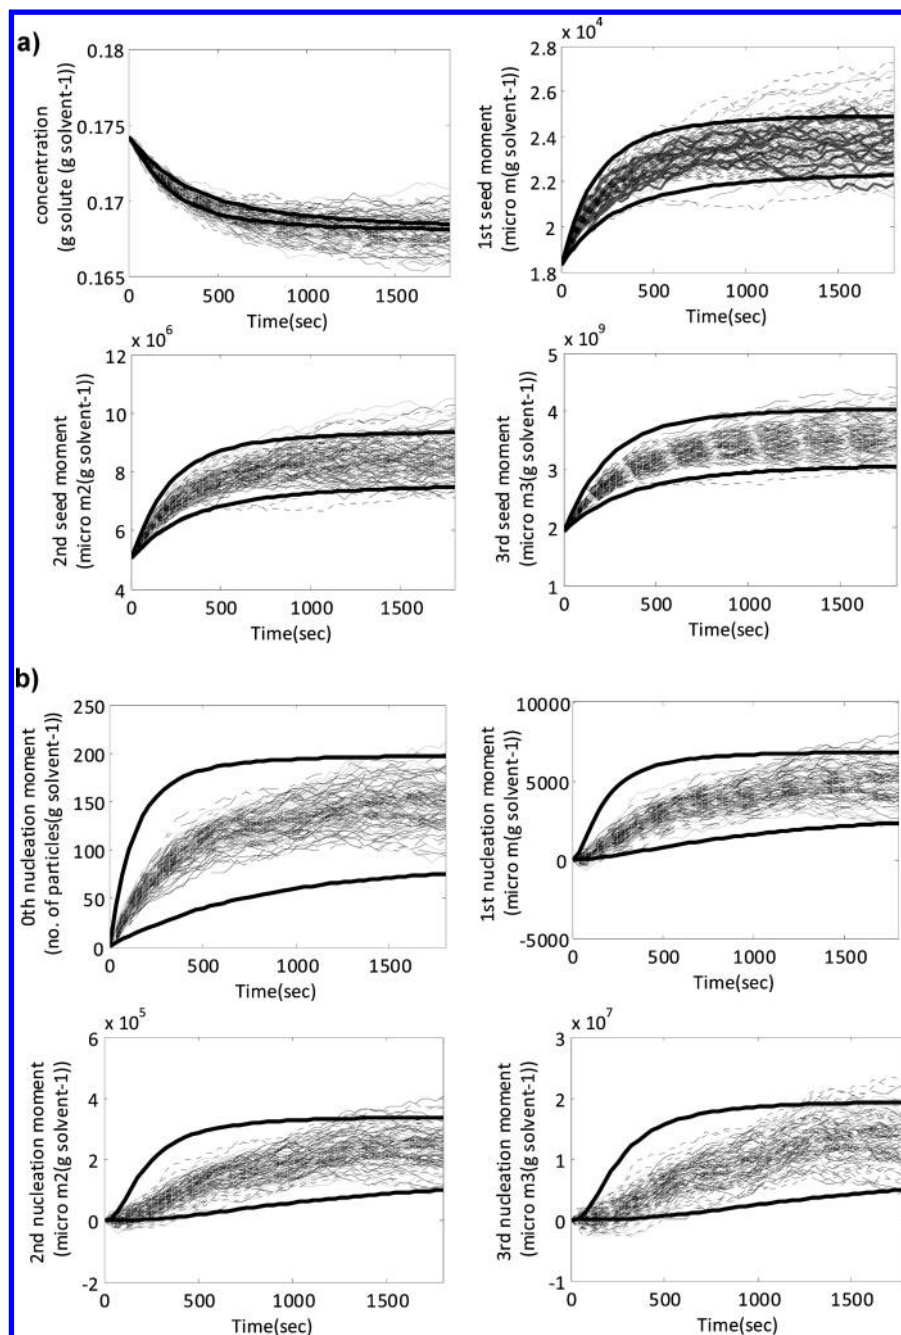 a)
0.18
0.175
0.17
0.165
0 500 1000 1500
Time(sec)
concentration
(g solute (g solvent-1))
x 10^4
2.8
2.6
2.4
2.2
2
1.8
0 500 1000 1500
Time(sec)
1st seed moment
(micro m(g solvent-1))
x 10^6
12
10
8
6
4
0 500 1000 1500
Time(sec)
2nd seed moment
(micro m2(g solvent-1))
x 10^9
5
4
3
2
1
0 500 1000 1500
Time(sec)
3rd seed moment
(micro m3(g solvent-1))
b)
250
200
150
100
50
0
0 500 1000 1500
Time(sec)
0th nucleation moment
(no. of particles(g solvent-1))
10000
5000
0
-5000
0 500 1000 1500
Time(sec)
1st nucleation moment
(micro m(g solvent-1))
x 10^5
6
4
2
0
-2
0 500 1000 1500
Time(sec)
2nd nucleation moment
(micro m2(g solvent-1))
x 10^7
3
2
1
0
-1
0 500 1000 1500
Time(sec)
3rd nucleation moment
(micro m3(g solvent-1))